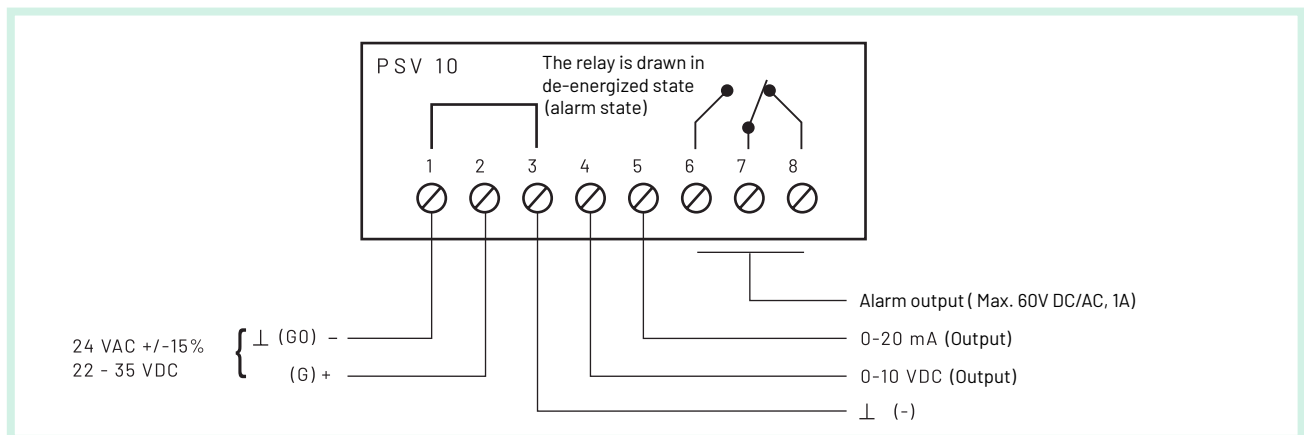 PSV 10
The relay is drawn in
de-energized state
(alarm state)
1 2 3 4 5 6 7 8
Alarm output ( Max. 60V DC/AC, 1A)
24 VAC +/-15%
22 - 35 VDC
{ ⊥ (G0) -
(G) +
0-20 mA (Output)
0-10 VDC (Output)
⊥ (-)